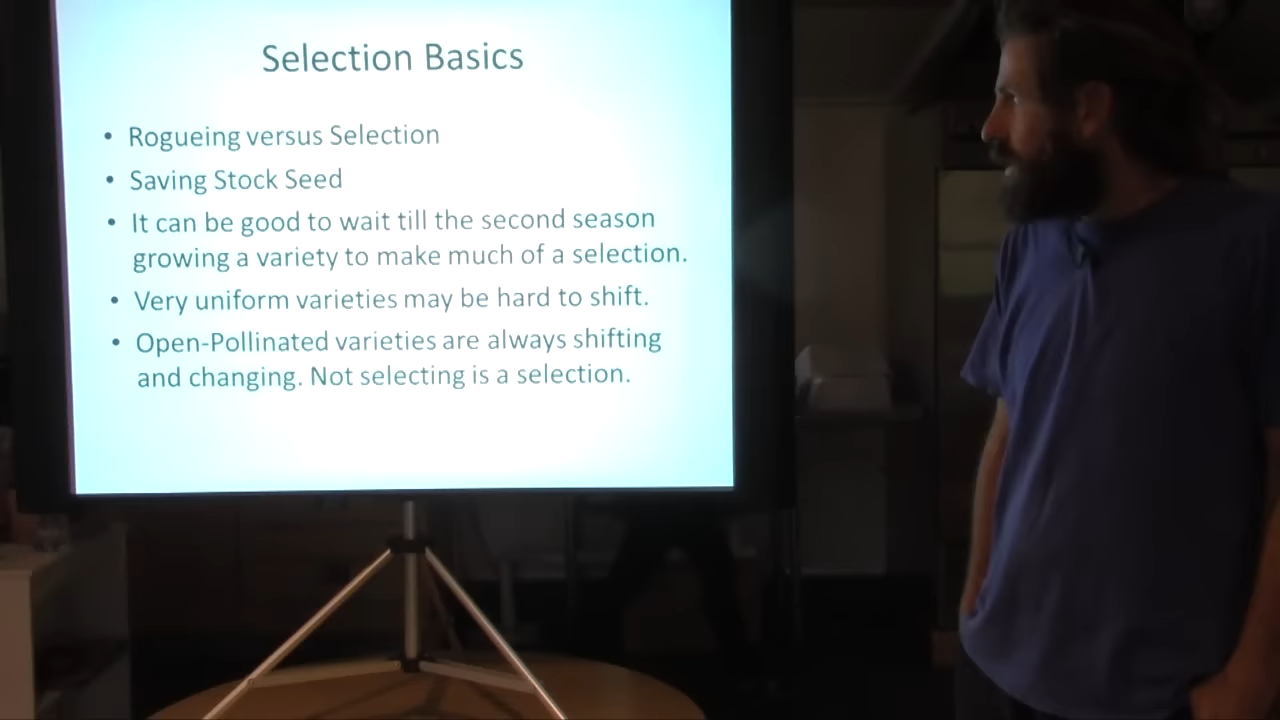 Selection Basics
• Rogueing versus Selection
• Saving Stock Seed
• It can be good to wait till the second season
growing a variety to make much of a selection.
• Very uniform varieties may be hard to shift.
• Open-Pollinated varieties are always shifting
and changing. Not selecting is a selection.